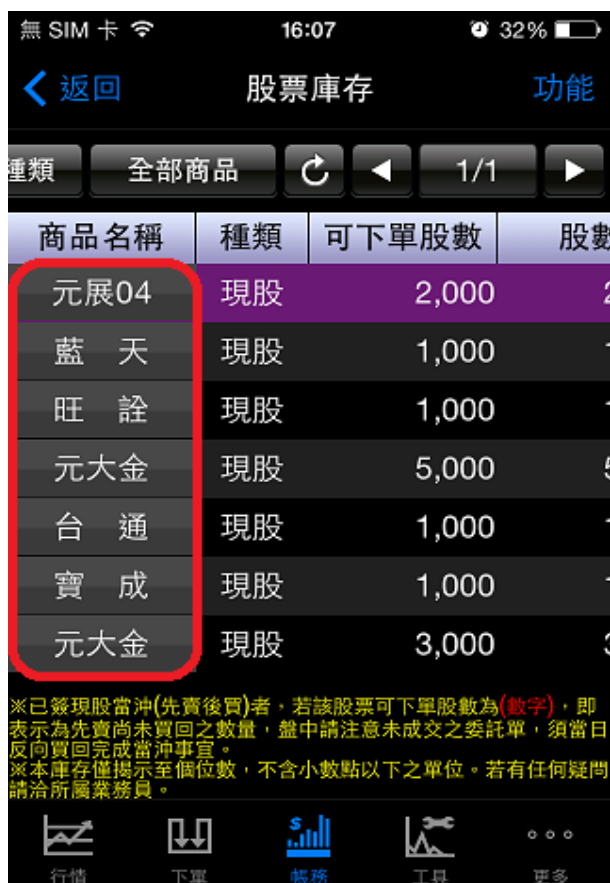 無 SIM 卡 16:07 32%
返回 股票庫存 功能
種類 全部商品 1/1
商品名稱 種類 可下單股數 股數
元展04 現股 2,000
藍 天 現股 1,000
旺 詮 現股 1,000
元大金 現股 5,000
台 通 現股 1,000
寶 成 現股 1,000
元大金 現股 3,000
※已簽現股當沖(先賣後買)者，若該股票可下單股數為(數字)，即
表示為先賣尚未買回之數量，盤中請注意未成交之委託單，須當日
反向買回完成當沖事宜。
※本庫存僅揭示至個位數，不含小數點以下之單位。若有任何疑問
請洽所屬業務員。
行情 下單 帳務 工具 更多